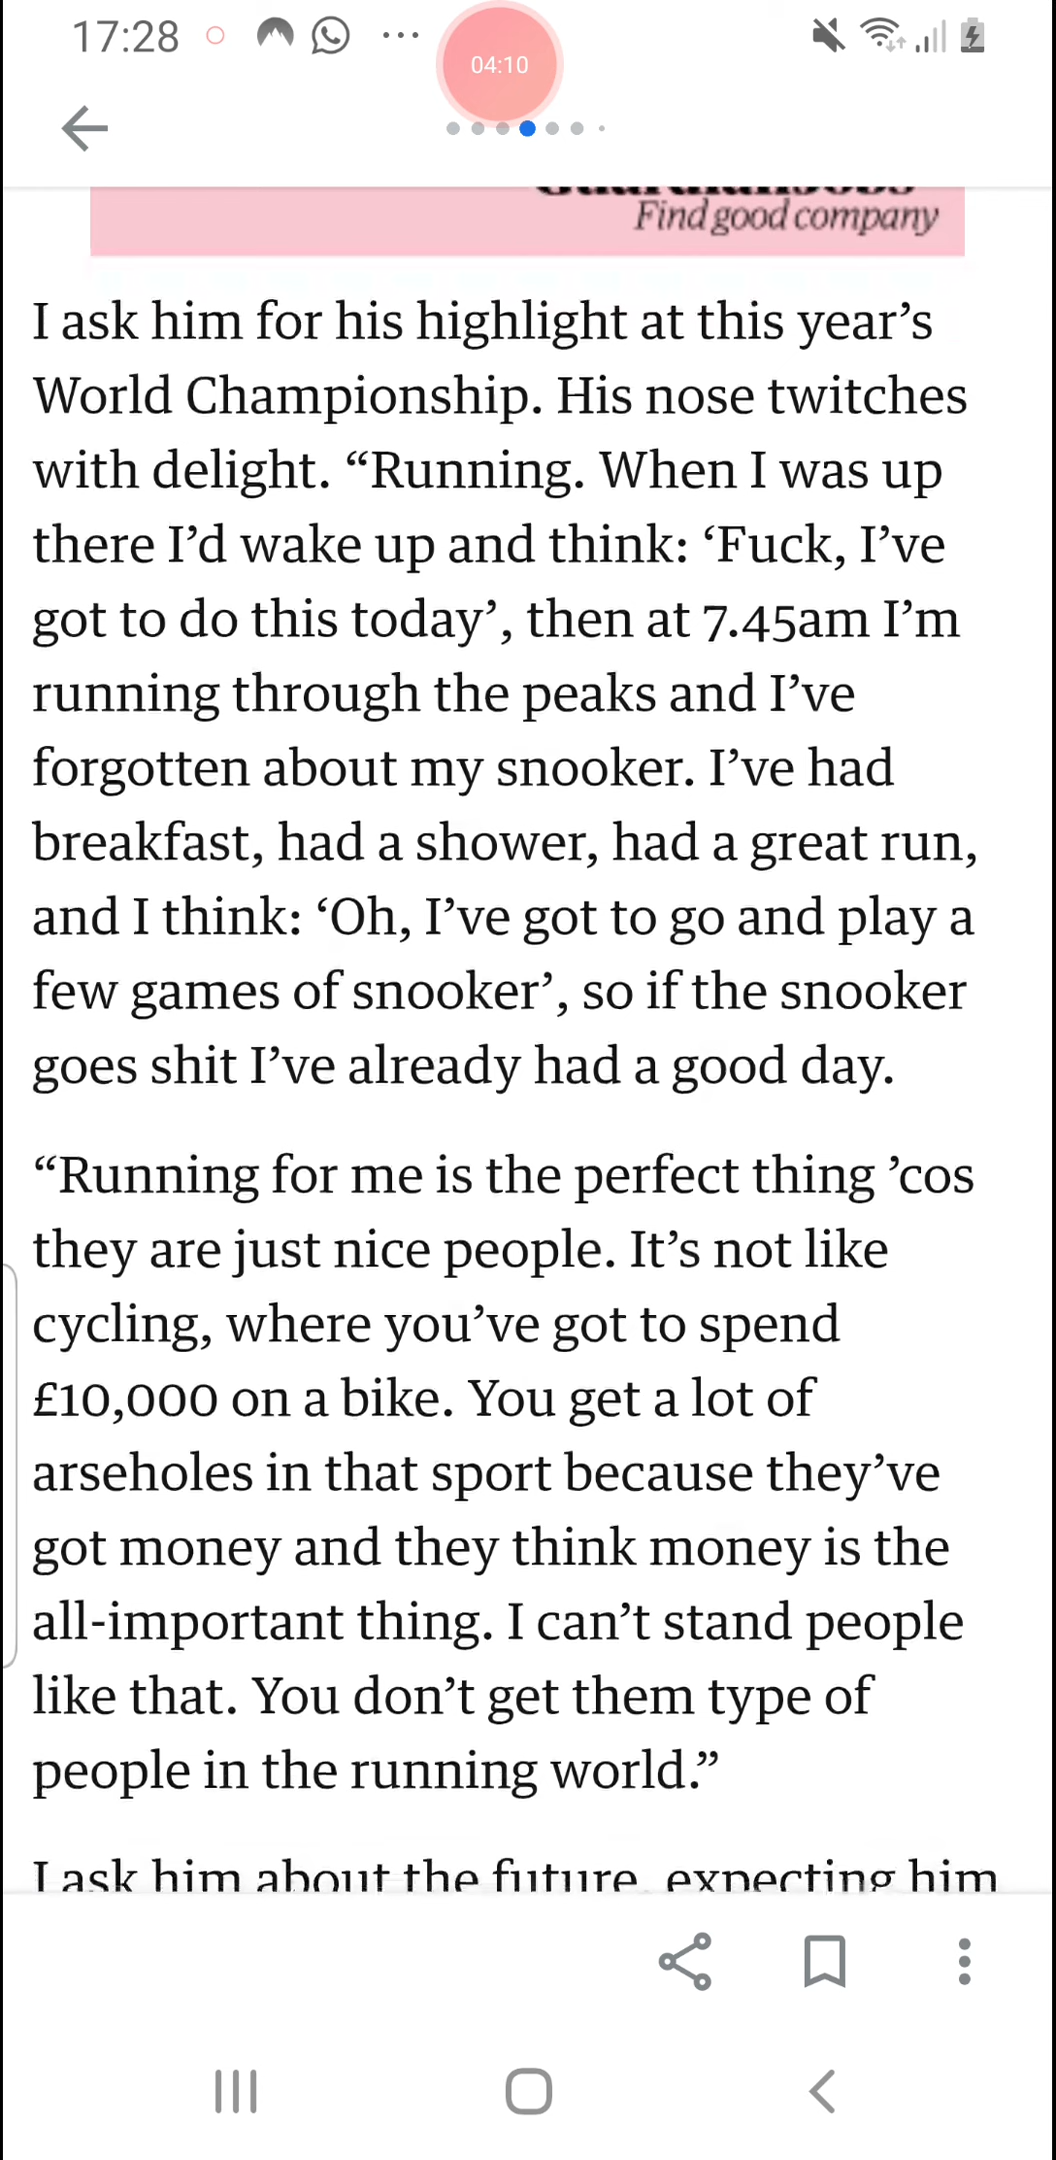 17:28
04:10
Find good company
I ask him for his highlight at this year’s
World Championship. His nose twitches
with delight. “Running. When I was up
there I’d wake up and think: ‘Fuck, I’ve
got to do this today’, then at 7.45am I’m
running through the peaks and I’ve
forgotten about my snooker. I’ve had
breakfast, had a shower, had a great run,
and I think: ‘Oh, I’ve got to go and play a
few games of snooker’, so if the snooker
goes shit I’ve already had a good day.
“Running for me is the perfect thing ’cos
they are just nice people. It’s not like
cycling, where you’ve got to spend
£10,000 on a bike. You get a lot of
arseholes in that sport because they’ve
got money and they think money is the
all-important thing. I can’t stand people
like that. You don’t get them type of
people in the running world.”
I ask him about the future, expecting him